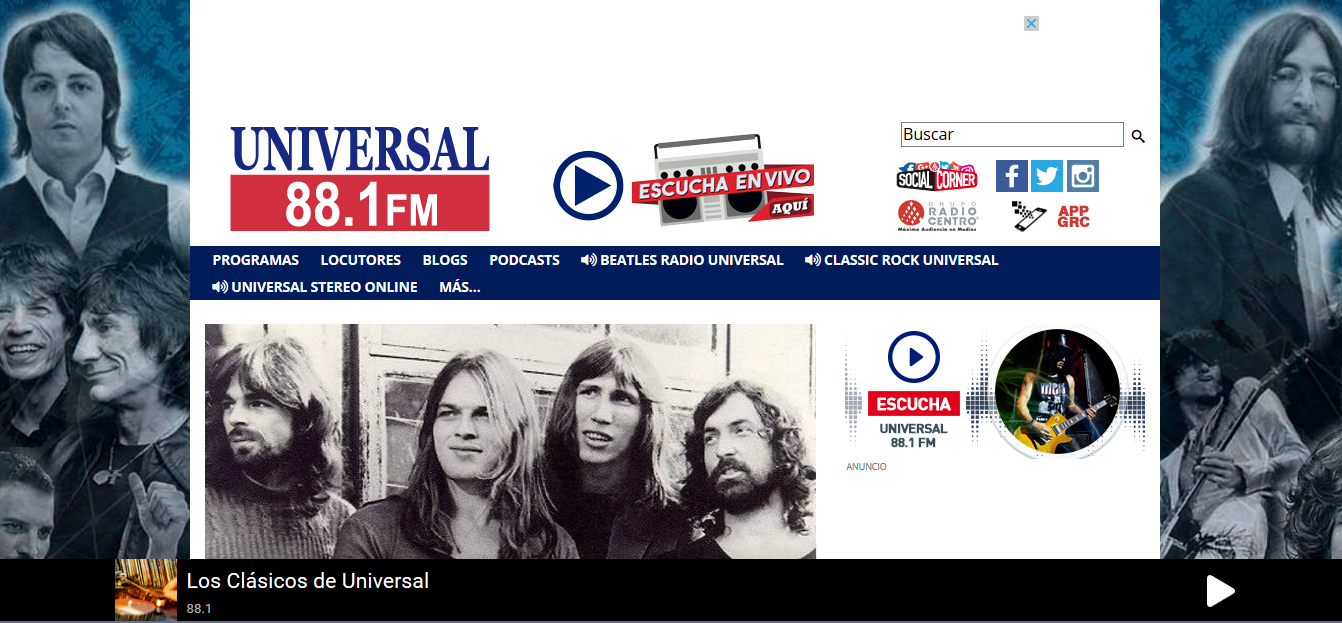 UNIVERSAL
88.1FM
ESCUCHA EN VIVO
AQUÍ
Buscar
SOCIAL CORNER
GRUPO
RADIO
CENTRO
Máxima Audiencia en Medios
APP
GRC
PROGRAMAS LOCUTORES BLOGS PODCASTS BEATLES RADIO UNIVERSAL CLASSIC ROCK UNIVERSAL
UNIVERSAL STEREO ONLINE MÁS...
ESCUCHA
UNIVERSAL
88.1 FM
ANUNCIO
Los Clásicos de Universal
88.1